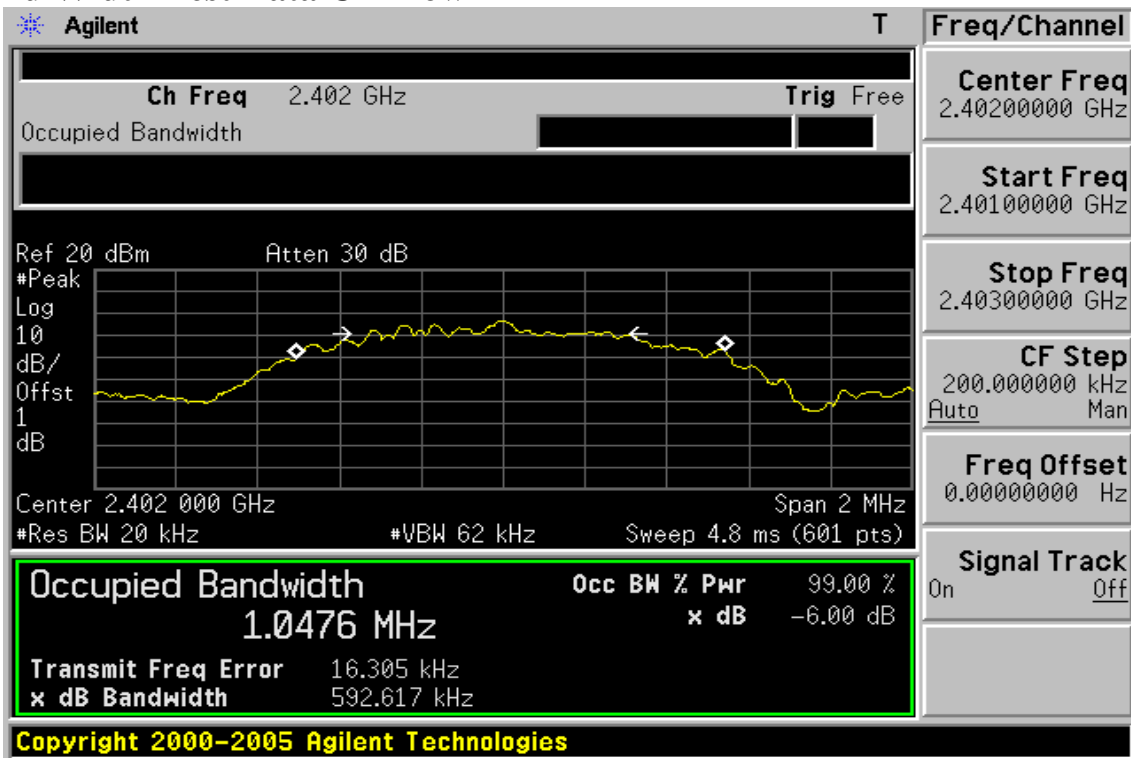 Agilent T
Ch Freq 2.402 GHz Trig Free
Occupied Bandwidth
Ref 20 dBm Atten 30 dB
#Peak
Log
10
dB/
Offst
1
dB
Center 2.402 000 GHz Span 2 MHz
#Res BW 20 kHz #VBW 62 kHz Sweep 4.8 ms (601 pts)
Occupied Bandwidth
1.0476 MHz
Occ BW % Pwr 99.00 %
x dB -6.00 dB
Transmit Freq Error 16.305 kHz
x dB Bandwidth 592.617 kHz
Copyright 2000-2005 Agilent Technologies
Freq/Channel
Center Freq
2.40200000 GHz
Start Freq
2.40100000 GHz
Stop Freq
2.40300000 GHz
CF Step
200.000000 kHz
Auto Man
Freq Offset
0.00000000 Hz
Signal Track
On Off